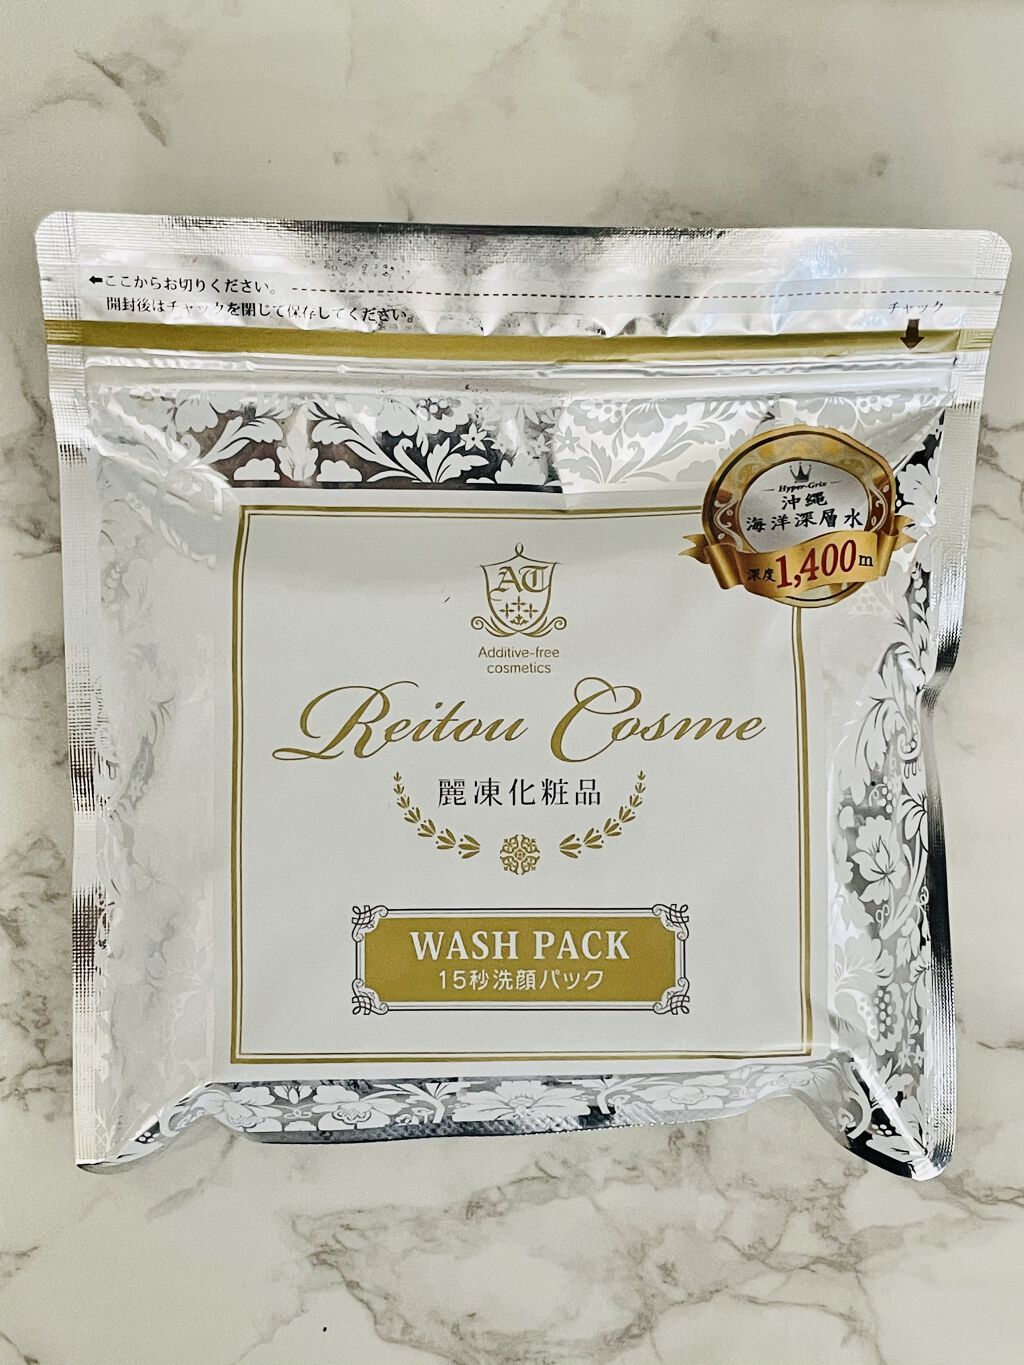 ⬅ここからお切りください。
開封後はチャックを閉じて保存してください。
チャック
Hyper-Grix
沖縄
海洋深層水
深度1,400m
AT
Additive-free
cosmetics
Reitou Cosme
麗凍化粧品
WASH PACK
15秒洗顔パック